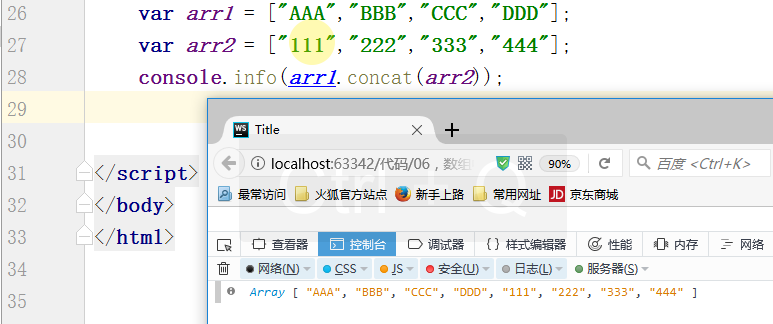 26 var arr1 = ["AAA","BBB","CCC","DDD"];
27 var arr2 = ["111","222","333","444"];
28 console.info(arr1.concat(arr2));
29
30
31 </script>
32 </body>
33 </html>
34
35
WS Title × +
localhost:63342/代码/06，数组 90% 百度 <Ctrl+K>
最常访问 火狐官方站点 新手上路 常用网址 JD 京东商城
Ctrl Q
查看器 控制台 调试器 {} 样式编辑器 性能 内存 网络
网络(N) CSS JS 安全(U) 日志(L) 服务器(S)
Array [ "AAA", "BBB", "CCC", "DDD", "111", "222", "333", "444" ]